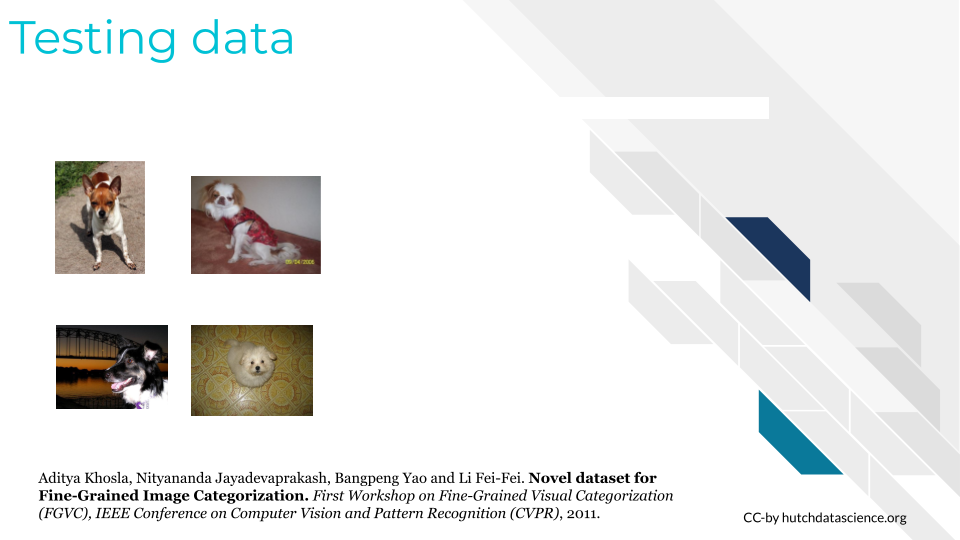 Testing data
05/04/2005
Aditya Khosla, Nityananda Jayadevaprakash, Bangpeng Yao and Li Fei-Fei. Novel dataset for
Fine-Grained Image Categorization. First Workshop on Fine-Grained Visual Categorization
(FGVC), IEEE Conference on Computer Vision and Pattern Recognition (CVPR), 2011.
CC-by hutchdatascience.org